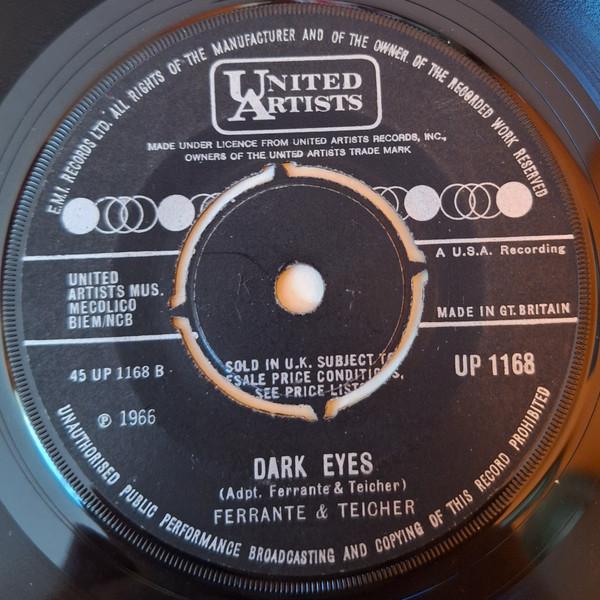 E.M.I. RECORDS LTD. ALL RIGHTS OF THE MANUFACTURER AND OF THE OWNER OF THE RECORDED WORK RESERVED
UNITED
ARTISTS
MADE UNDER LICENCE FROM UNITED ARTISTS RECORDS, INC.,
OWNERS OF THE UNITED ARTISTS TRADE MARK
A U.S.A. Recording
UNITED
ARTISTS MUS.
MECOLICO
BIEM/NCB
MADE IN GT. BRITAIN
45 UP 1168 B
SOLD IN U.K. SUBJECT TO
ESALE PRICE CONDITIONS,
SEE PRICE LISTS
UP 1168
℗ 1966
DARK EYES
(Adpt. Ferrante & Teicher)
FERRANTE & TEICHER
UNAUTHORISED PUBLIC PERFORMANCE BROADCASTING AND COPYING OF THIS RECORD PROHIBITED